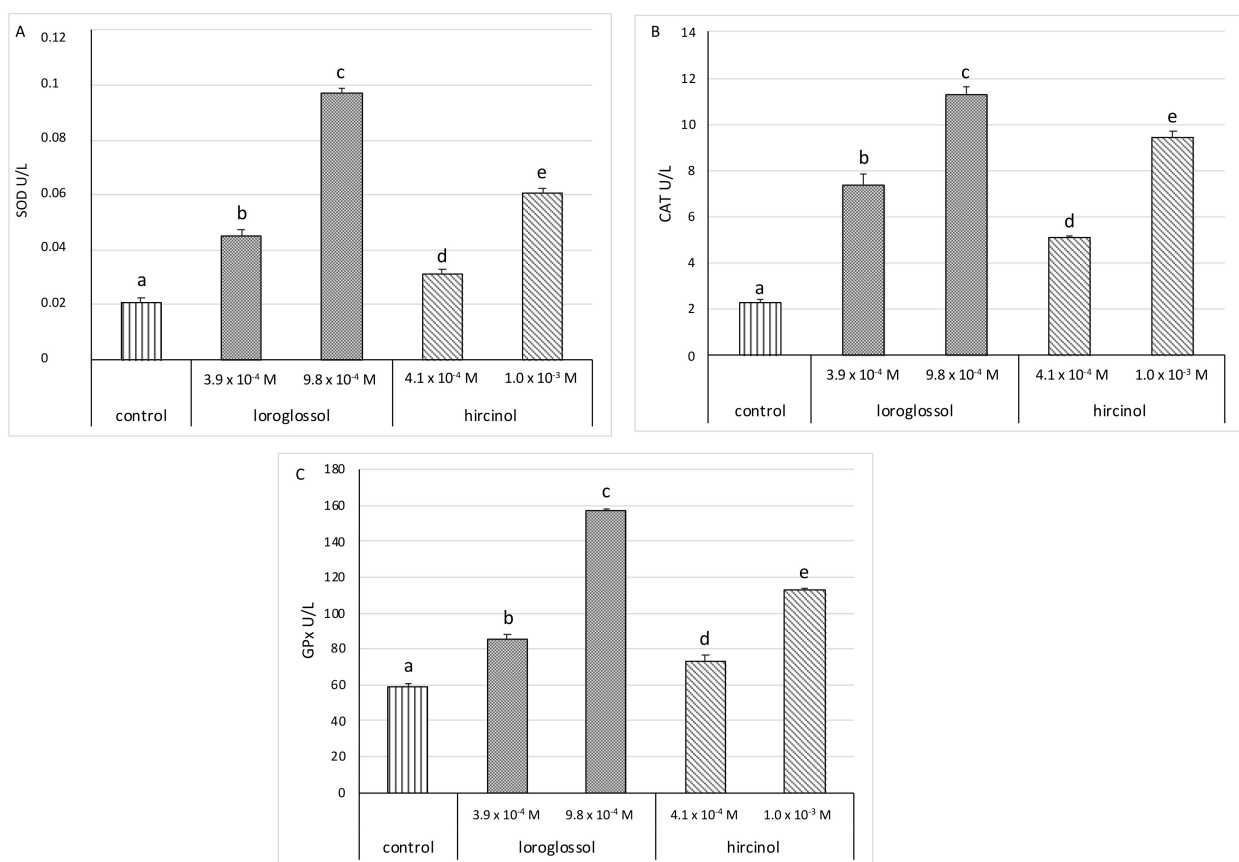 A
0.12
c
0.1
0.08
e
0.06
SOD U/L
b
0.04
d
a
0.02
0
3.9 x 10⁻⁴ M 9.8 x 10⁻⁴ M 4.1 x 10⁻⁴ M 1.0 x 10⁻³ M
control loroglossol hircinol
B
14
c
12
e
10
b
8
CAT U/L
d
6
4
a
2
0
3.9 x 10⁻⁴ M 9.8 x 10⁻⁴ M 4.1 x 10⁻⁴ M 1.0 x 10⁻³ M
control loroglossol hircinol
C
180
c
160
140
e
120
b
100
GPx U/L
d
80
a
60
40
20
0
3.9 x 10⁻⁴ M 9.8 x 10⁻⁴ M 4.1 x 10⁻⁴ M 1.0 x 10⁻³ M
control loroglossol hircinol